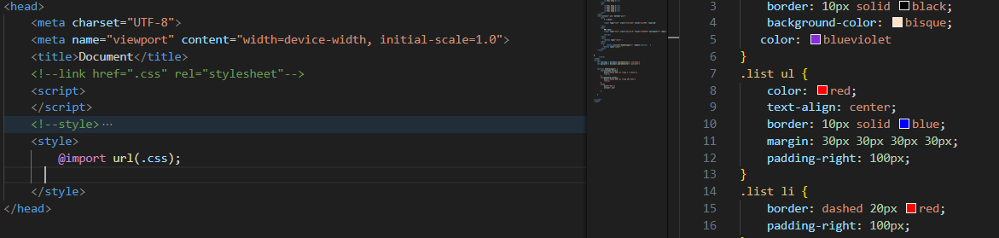 <head>
<meta charset="UTF-8">
<meta name="viewport" content="width=device-width, initial-scale=1.0">
<title>Document</title>
<!--link href=".css" rel="stylesheet"-->
<script>
</script>
<!--style>···
<style>
@import url(.css);
</style>
</head>
3 border: 10px solid black;
4 background-color: bisque;
5 color: blueviolet
6 }
7 .list ul {
8 color: red;
9 text-align: center;
10 border: 10px solid blue;
11 margin: 30px 30px 30px 30px;
12 padding-right: 100px;
13 }
14 .list li {
15 border: dashed 20px red;
16 padding-right: 100px;